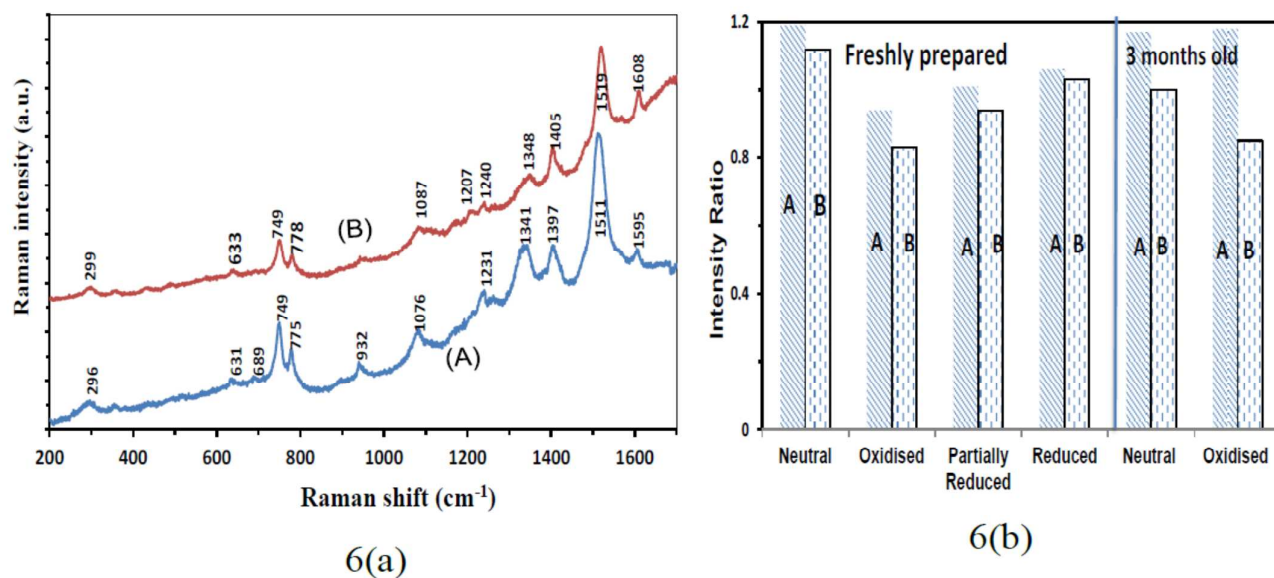 Raman intensity (a.u.)
299
633
749
778
(B)
1087
1207
1240
1348
1405
1519
1608
296
631
689
749
775
932
1076
(A)
1231
1341
1397
1511
1595
200 400 600 800 1000 1200 1400 1600
Raman shift (cm⁻¹)
6(a)
Intensity Ratio
1.2
0.8
0.4
0
Freshly prepared
3 months old
A B
A B
A B
A B
A B
A B
Neutral Oxidised Partially Reduced Reduced Neutral Oxidised
6(b)